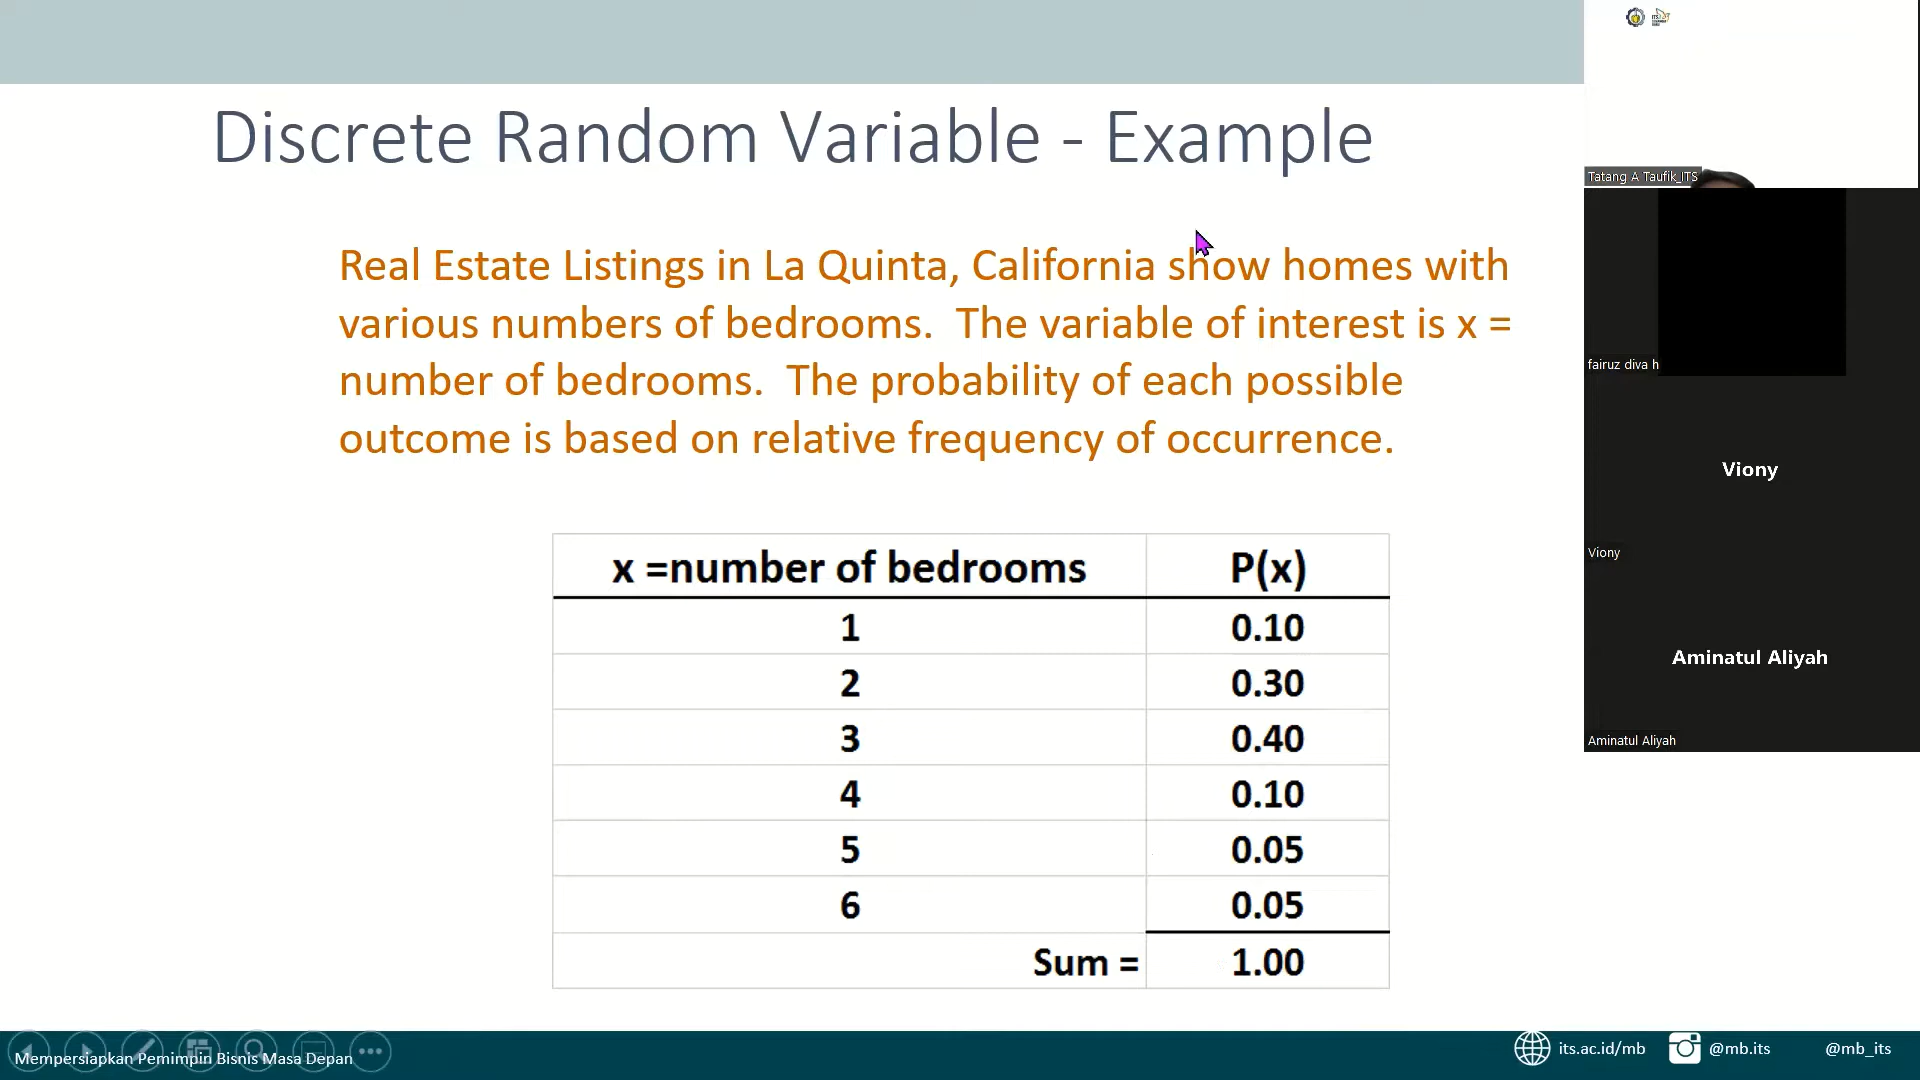 Discrete Random Variable - Example
Real Estate Listings in La Quinta, California show homes with
various numbers of bedrooms. The variable of interest is x =
number of bedrooms. The probability of each possible
outcome is based on relative frequency of occurrence.
x =number of bedrooms P(x)
1 0.10
2 0.30
3 0.40
4 0.10
5 0.05
6 0.05
Sum = 1.00
Mempersiapkan Pemimpin Bisnis Masa Depan
its.ac.id/mb
@mb.its
@mb_its
Tatang A Taufik_ITS
fairuz diva h
Viony
Viony
Aminatul Aliyah
Aminatul Aliyah